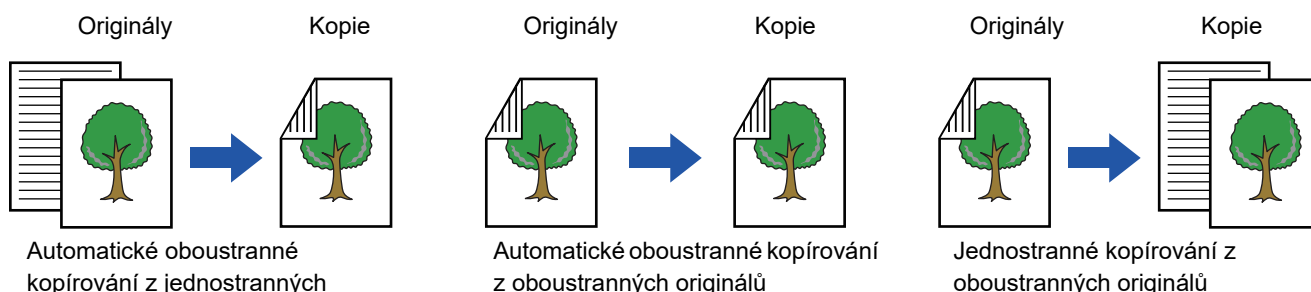 Originály Kopie
Automatické oboustranné
kopírování z jednostranných
Originály Kopie
Automatické oboustranné kopírování
z oboustranných originálů
Originály Kopie
Jednostranné kopírování z
oboustranných originálů